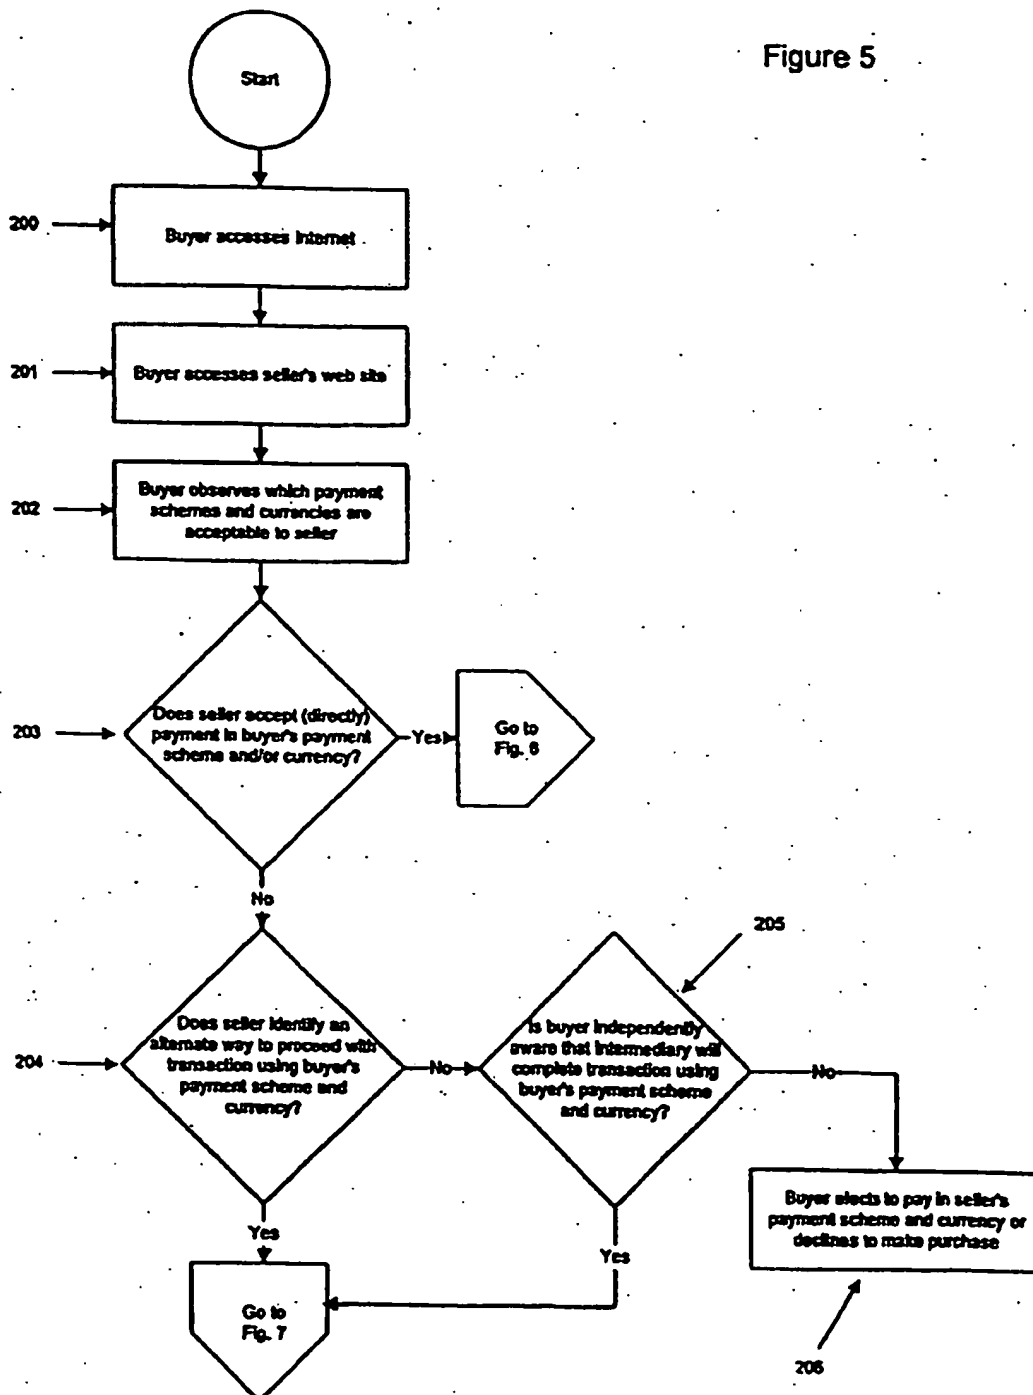 Figure 5
Start
200
Buyer accesses Internet
201
Buyer accesses seller's web site
202
Buyer observes which payment
schemes and currencies are
acceptable to seller
203
Does seller accept (directly)
payment in buyer's payment
scheme and/or currency?
Yes
Go to
Fig. 6
No
204
Does seller identify an
alternate way to proceed with
transaction using buyer's
payment scheme and
currency?
No
205
Is buyer independently
aware that intermediary will
complete transaction using
buyer's payment scheme
and currency?
No
Buyer elects to pay in seller's
payment scheme and currency or
declines to make purchase
206
Yes
Yes
Go to
Fig. 7